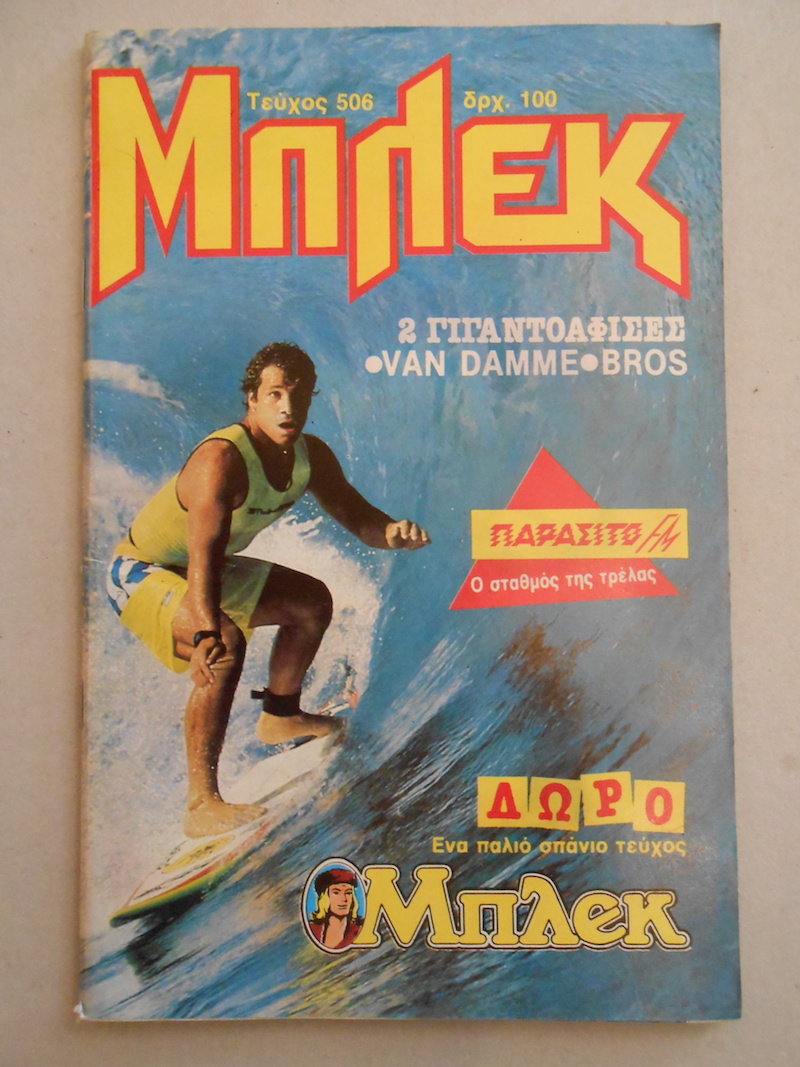 Τεύχος 506 δρχ. 100
ΜΠΛΕΚ
2 ΓΙΓΑΝΤΟΑΦΙΣΕΣ
●VAN DAMME●BROS
ΠΑΡΑΣΙΤΟ FM
Ο σταθμός της τρέλας
ΔΩΡΟ
Ενα παλιό σπάνιο τεύχος
Μπλεκ